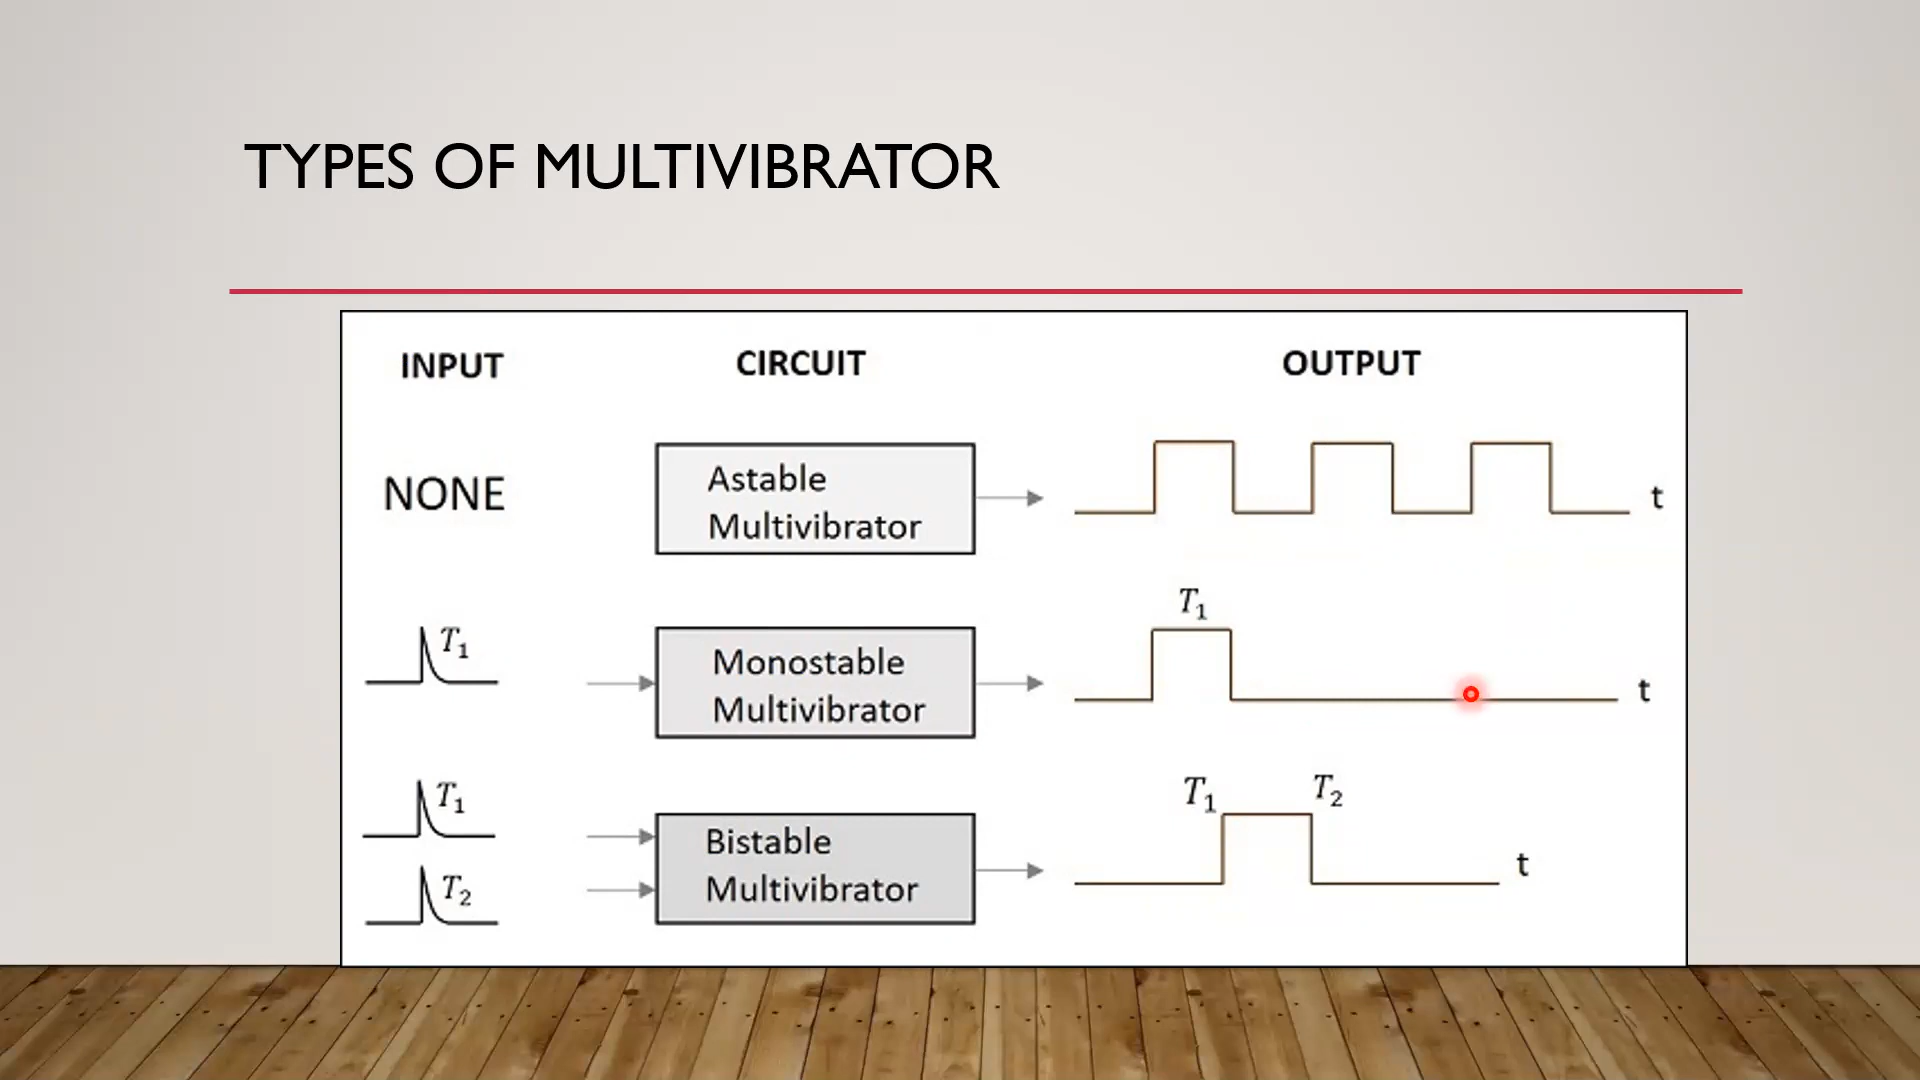 TYPES OF MULTIVIBRATOR
INPUT CIRCUIT OUTPUT
NONE
Astable
Multivibrator
t
T₁
Monostable
Multivibrator
T₁
t
T₁
T₂
Bistable
Multivibrator
T₁ T₂
t